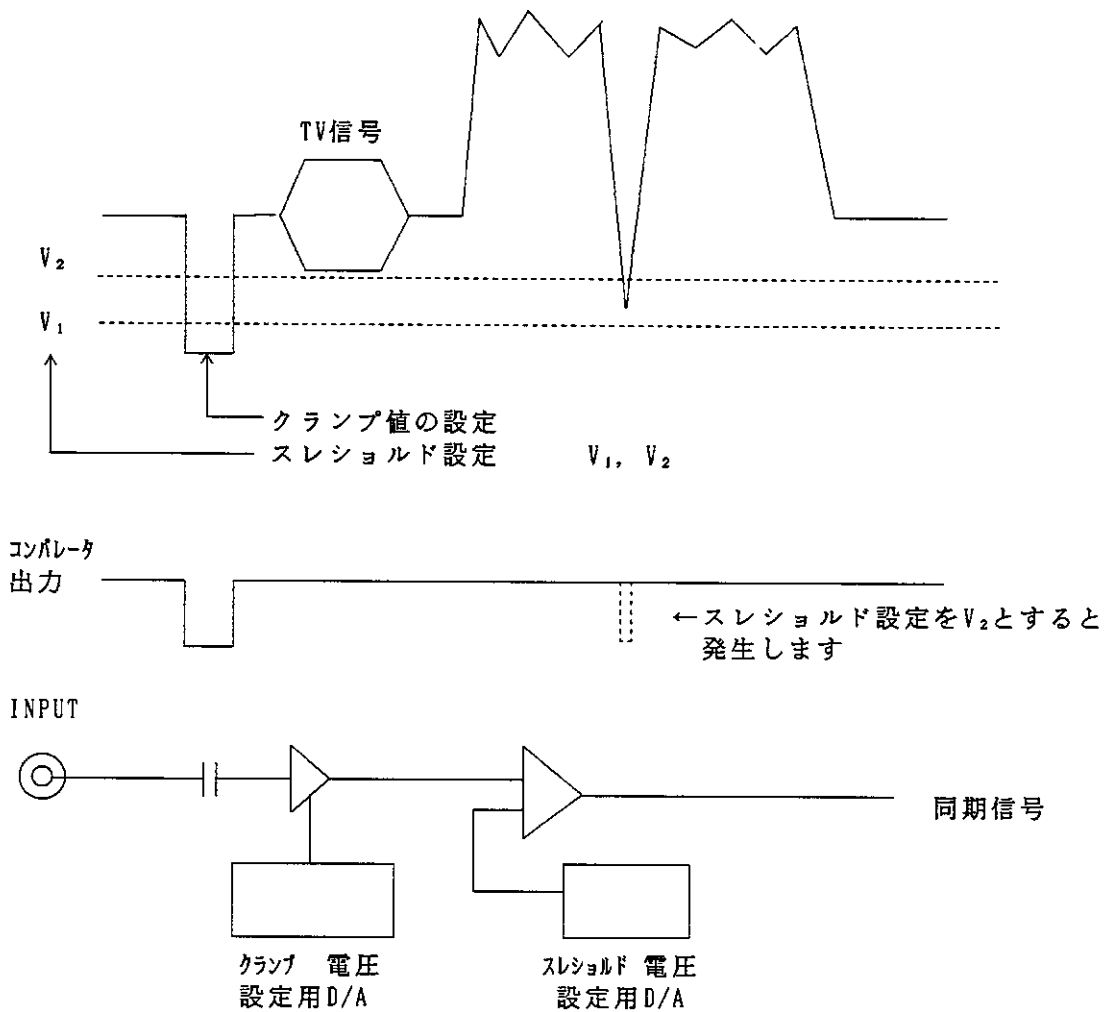 TV信号
V₂
V₁
クランプ値の設定
スレショルド設定 V₁, V₂
コンパレータ
出力
←スレショルド設定をV₂とすると
発生します
INPUT
同期信号
クランプ 電圧
設定用D/A
スレショルド 電圧
設定用D/A